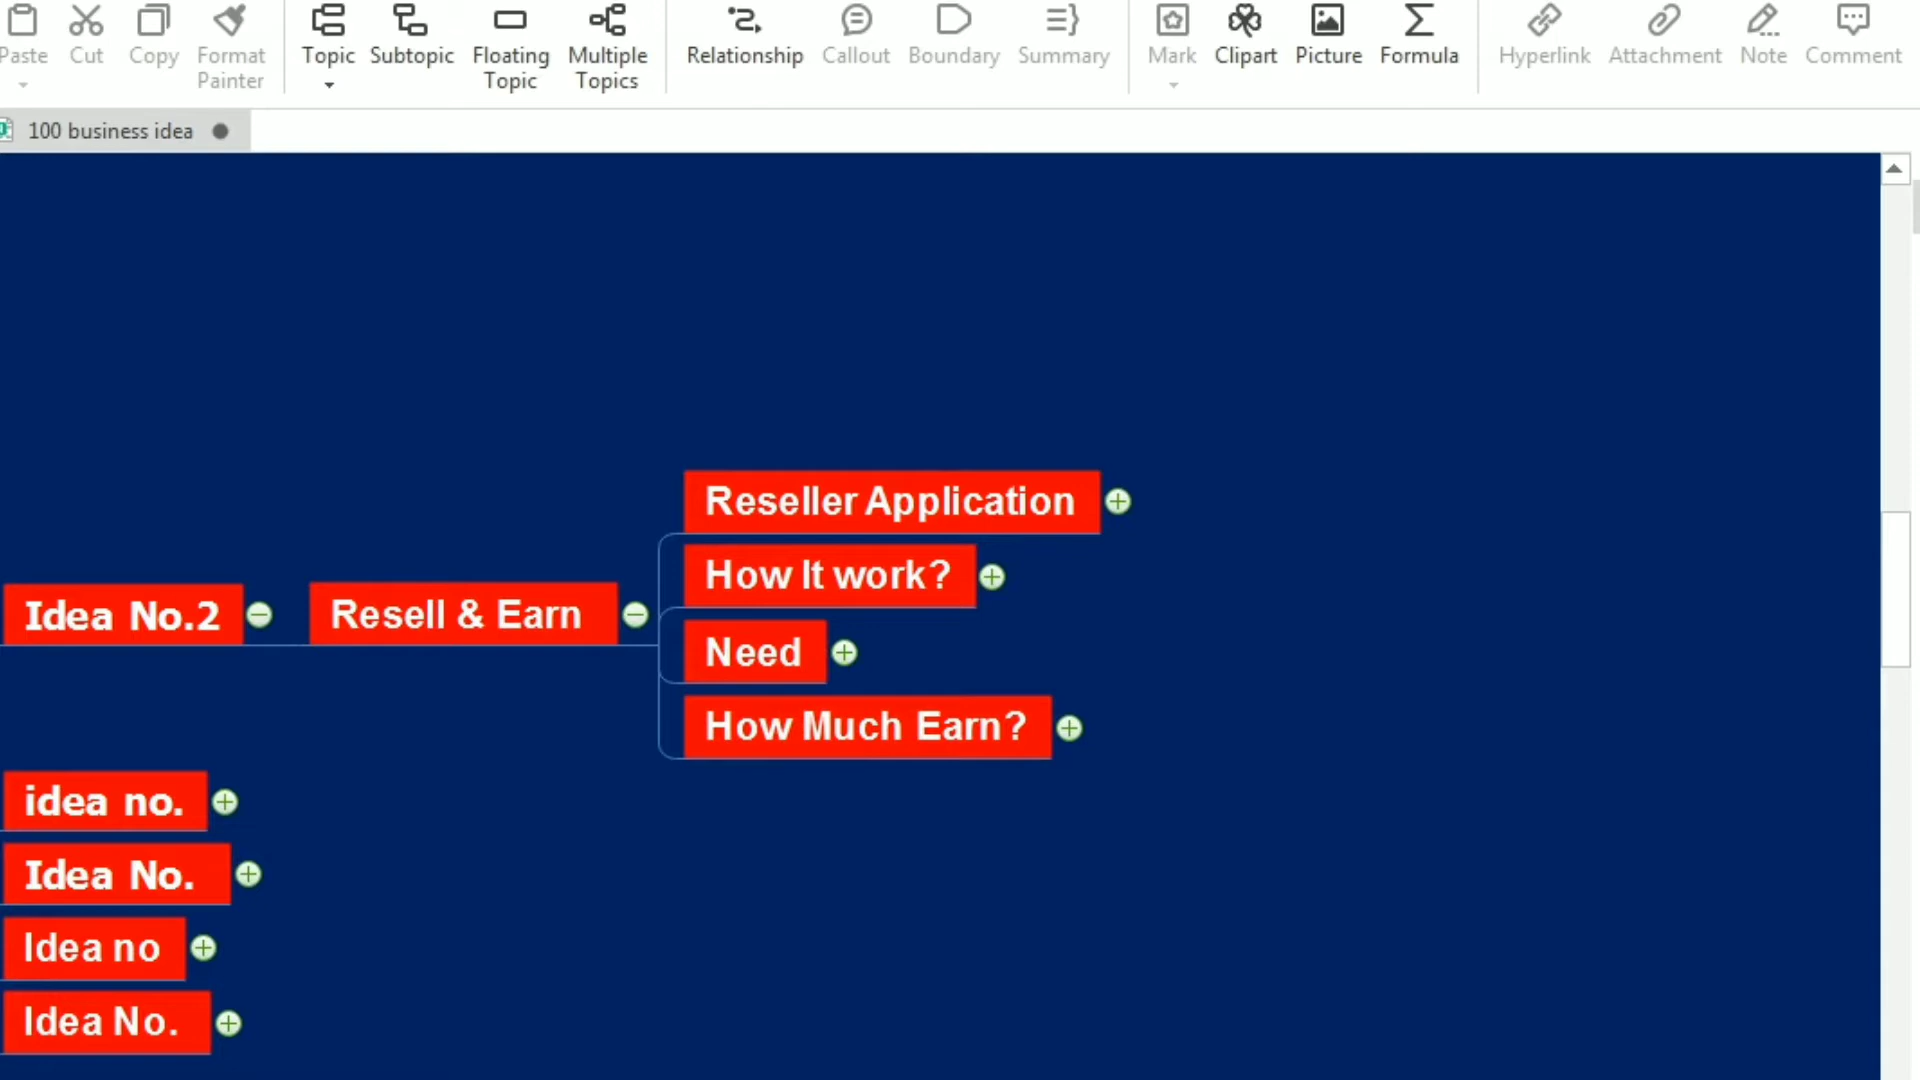 Paste
Cut
Copy
Format
Painter
Topic
Subtopic
Floating
Topic
Multiple
Topics
Relationship
Callout
Boundary
Summary
Mark
Clipart
Picture
Formula
Hyperlink
Attachment
Note
Comment
100 business idea
Reseller Application
How It work?
Idea No.2
Resell & Earn
Need
How Much Earn?
idea no.
Idea No.
Idea no
Idea No.